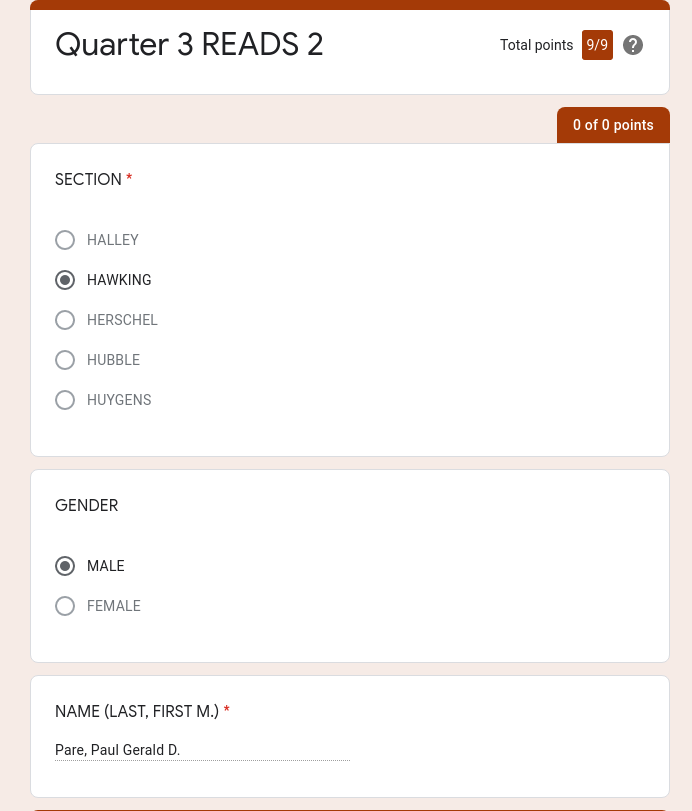 Quarter 3 READS 2
Total points 9/9 ?
0 of 0 points
SECTION *
HALLEY
HAWKING
HERSCHEL
HUBBLE
HUYGENS
GENDER
MALE
FEMALE
NAME (LAST, FIRST M.) *
Pare, Paul Gerald D.